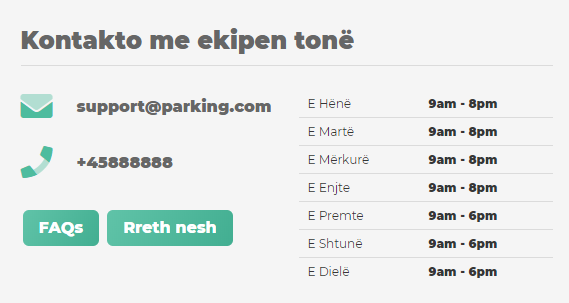 Kontakto me ekipen tonë
support@parking.com
+45888888
FAQs Rreth nesh
E Hënë 9am - 8pm
E Martë 9am - 8pm
E Mërkurë 9am - 8pm
E Enjte 9am - 8pm
E Premte 9am - 6pm
E Shtunë 9am - 6pm
E Dielë 9am - 6pm